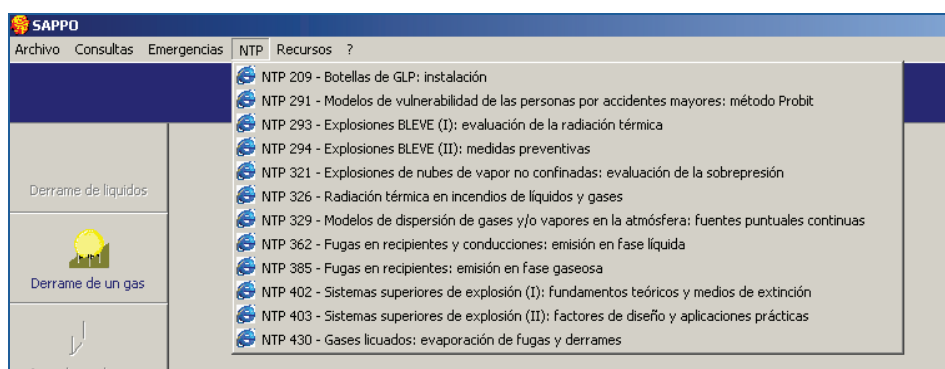 SAPPO
Archivo Consultas Emergencias NTP Recursos ?
NTP 209 - Botellas de GLP: instalación
NTP 291 - Modelos de vulnerabilidad de las personas por accidentes mayores: método Probit
NTP 293 - Explosiones BLEVE (I): evaluación de la radiación térmica
NTP 294 - Explosiones BLEVE (II): medidas preventivas
NTP 321 - Explosiones de nubes de vapor no confinadas: evaluación de la sobrepresión
NTP 326 - Radiación térmica en incendios de líquidos y gases
NTP 329 - Modelos de dispersión de gases y/o vapores en la atmósfera: fuentes puntuales continuas
NTP 362 - Fugas en recipientes y conducciones: emisión en fase líquida
NTP 385 - Fugas en recipientes: emisión en fase gaseosa
NTP 402 - Sistemas superiores de explosión (I): fundamentos teóricos y medios de extinción
NTP 403 - Sistemas superiores de explosión (II): factores de diseño y aplicaciones prácticas
NTP 430 - Gases licuados: evaporación de fugas y derrames
Derrame de liquidos
Derrame de un gas